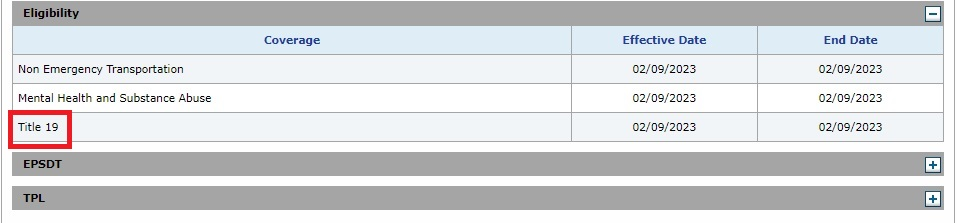 Eligibility
Coverage Effective Date End Date
Non Emergency Transportation 02/09/2023 02/09/2023
Mental Health and Substance Abuse 02/09/2023 02/09/2023
Title 19 02/09/2023 02/09/2023
EPSDT
TPL